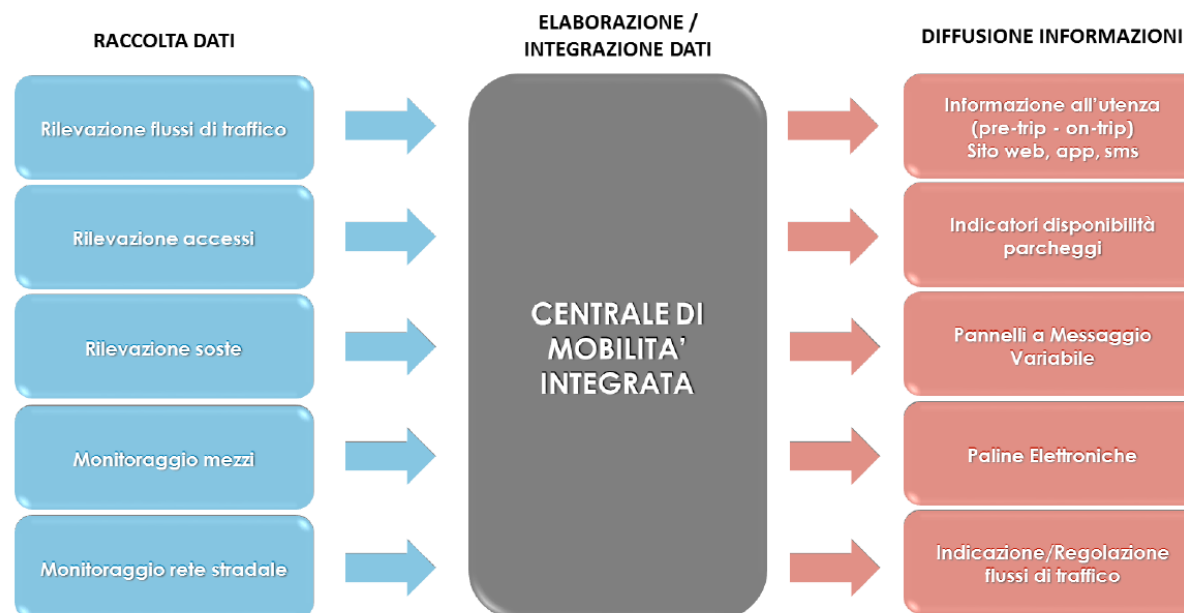 RACCOLTA DATI
ELABORAZIONE /
INTEGRAZIONE DATI
DIFFUSIONE INFORMAZIONI
Rilevazione flussi di traffico
Rilevazione accessi
Rilevazione soste
Monitoraggio mezzi
Monitoraggio rete stradale
CENTRALE DI
MOBILITA'
INTEGRATA
Informazione all'utenza
(pre-trip - on-trip)
Sito web, app, sms
Indicatori disponibilità
parcheggi
Pannelli a Messaggio
Variabile
Paline Elettroniche
Indicazione/Regolazione
flussi di traffico